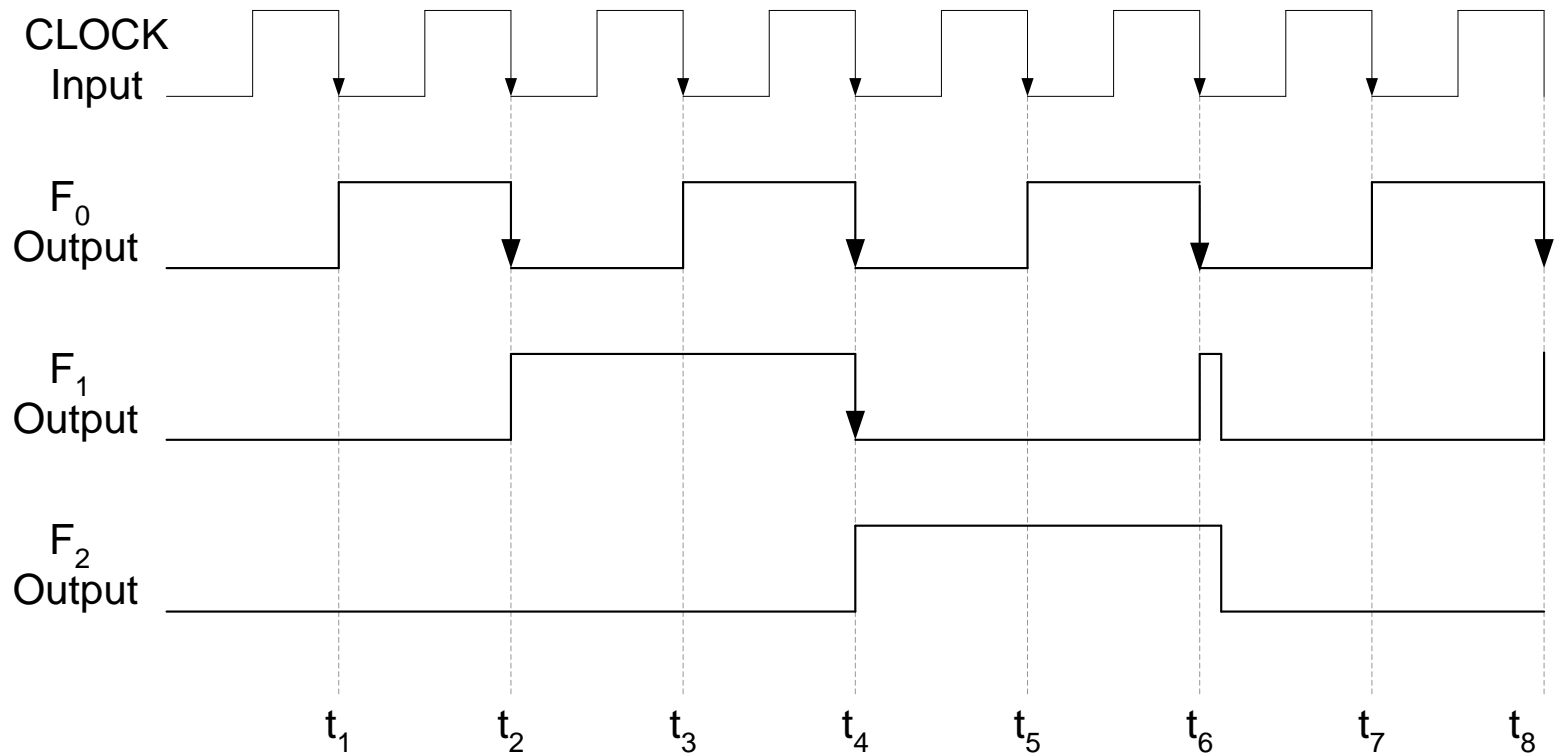 CLOCK
Input
F₀
Output
F₁
Output
F₂
Output
t₁ t₂ t₃ t₄ t₅ t₆ t₇ t₈